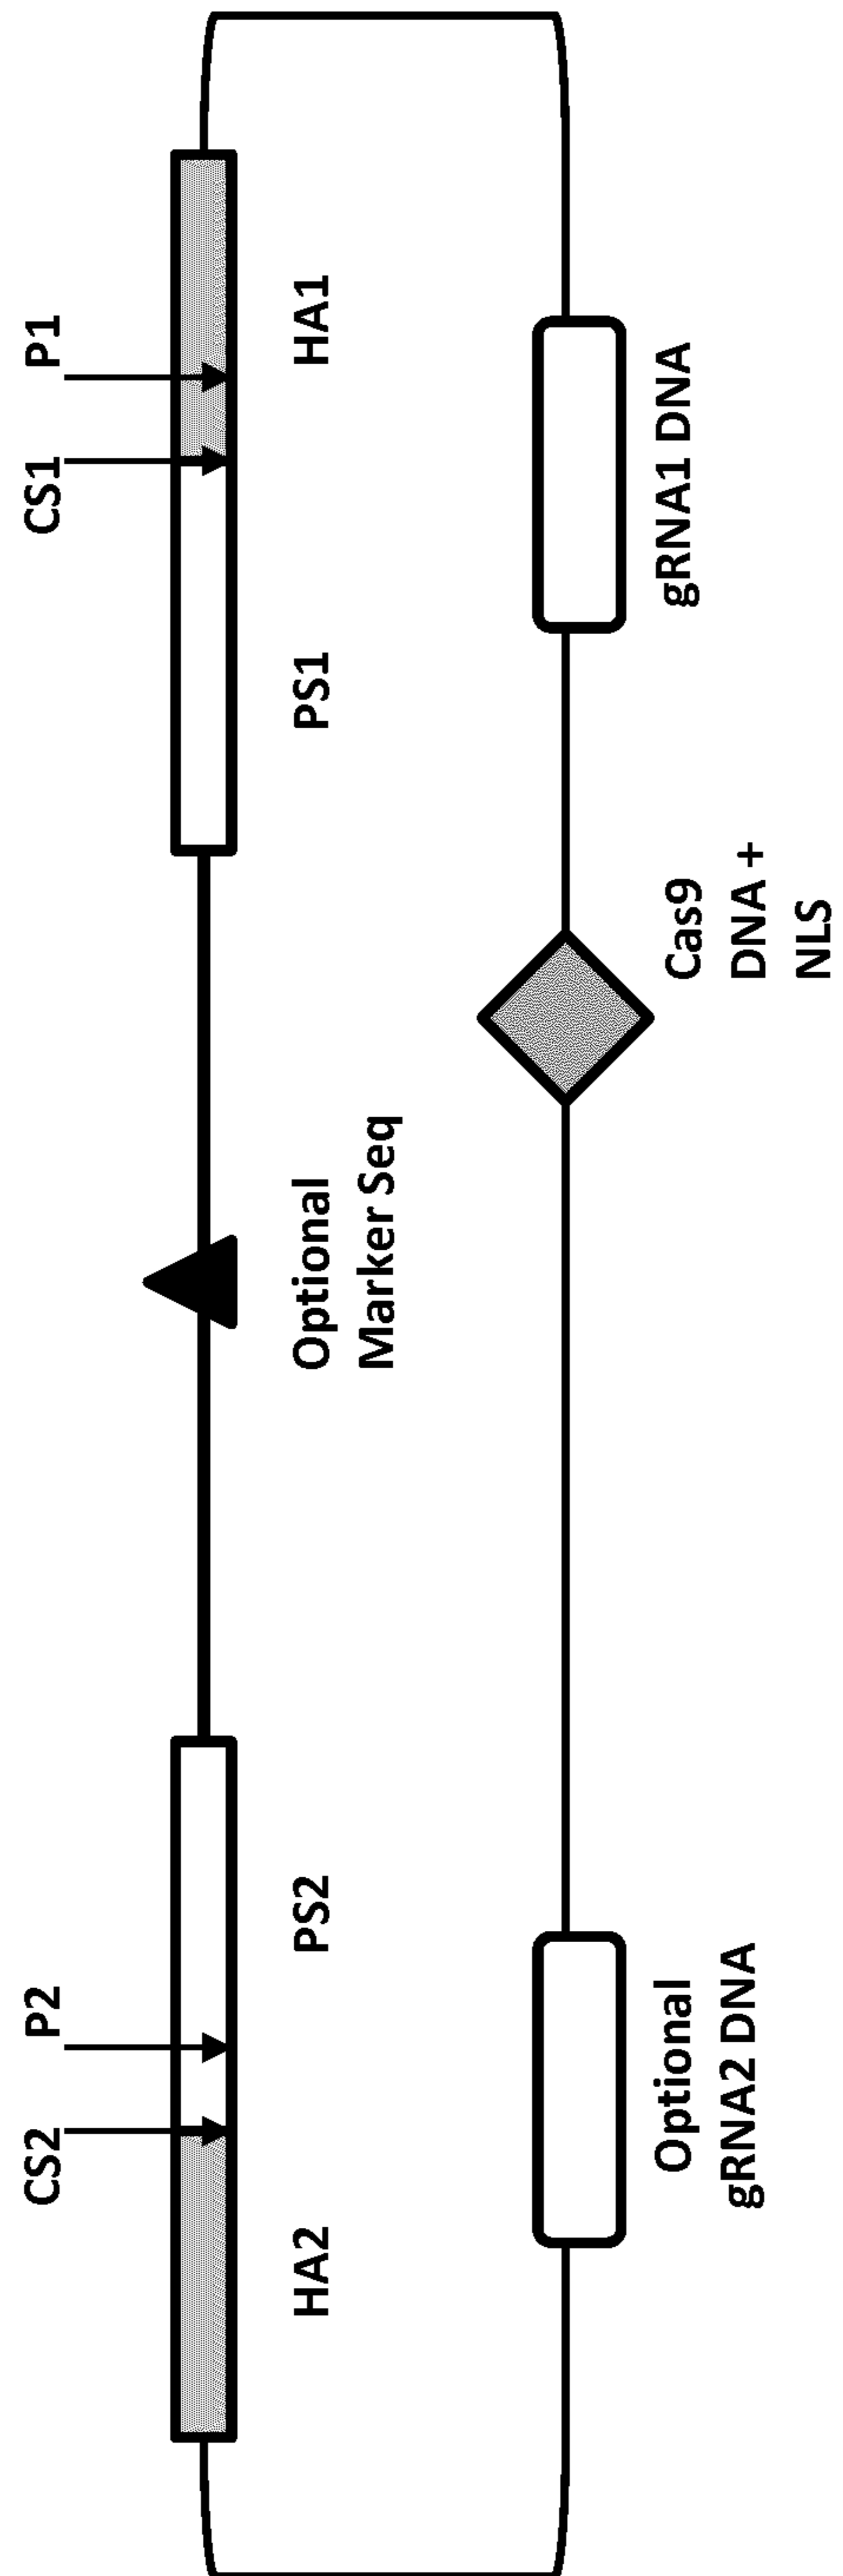 CS2
P2
CS1
P1
HA2
PS2
Optional
Marker Seq
PS1
HA1
Optional
gRNA2 DNA
Cas9
DNA +
NLS
gRNA1 DNA